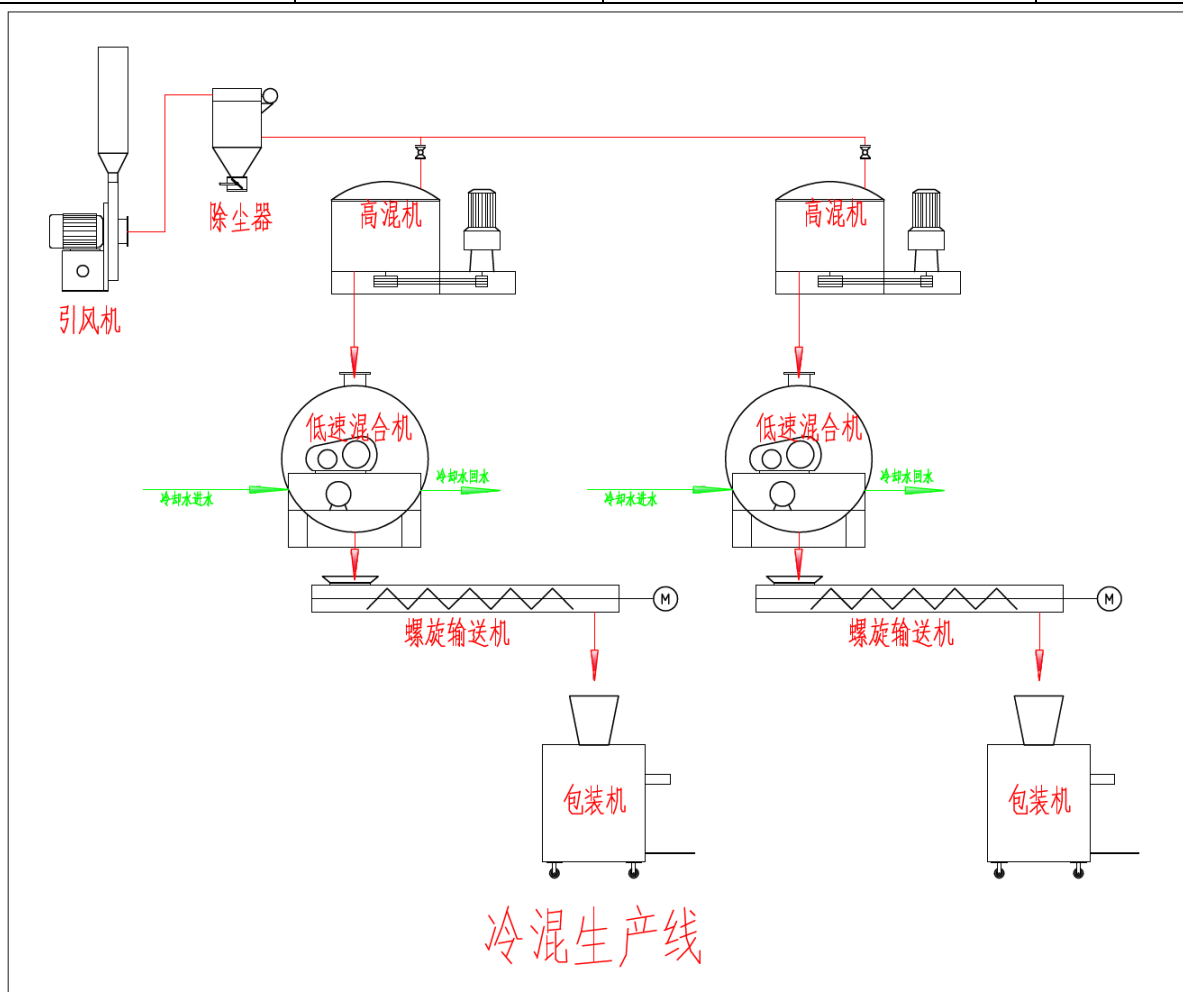 除尘器
高混机
高混机
引风机
低速混合机
低速混合机
冷却水进水
冷却水回水
冷却水进水
冷却水回水
M
M
螺旋输送机
螺旋输送机
包装机
包装机
冷混生产线